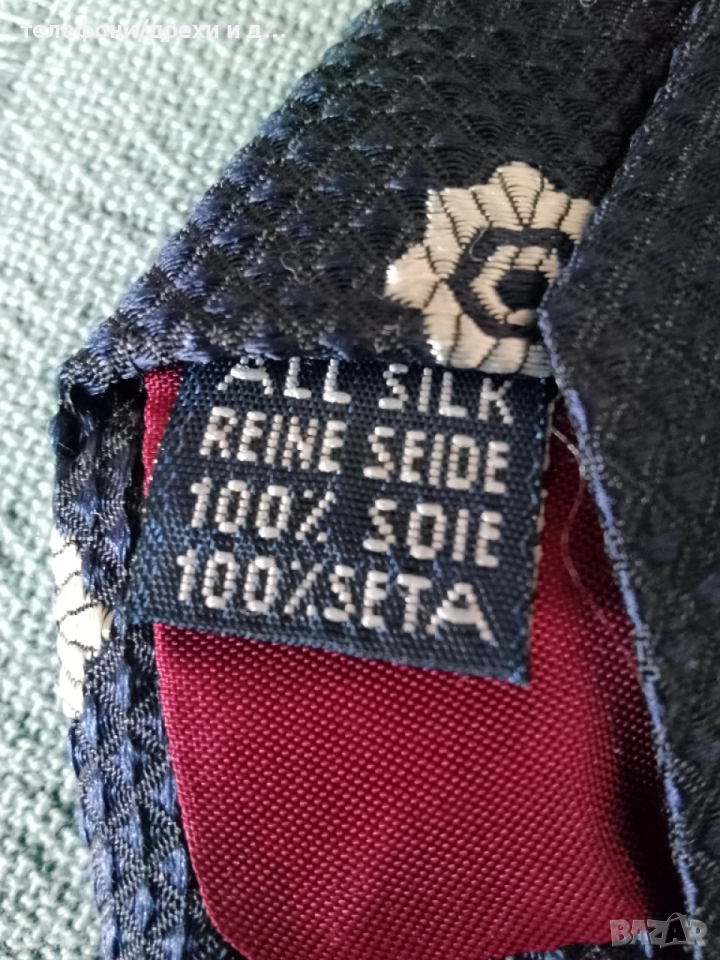 телефони/дрехи и д...
ALL SILK
REINE SEIDE
100% SOIE
100% SETA
BAZAR